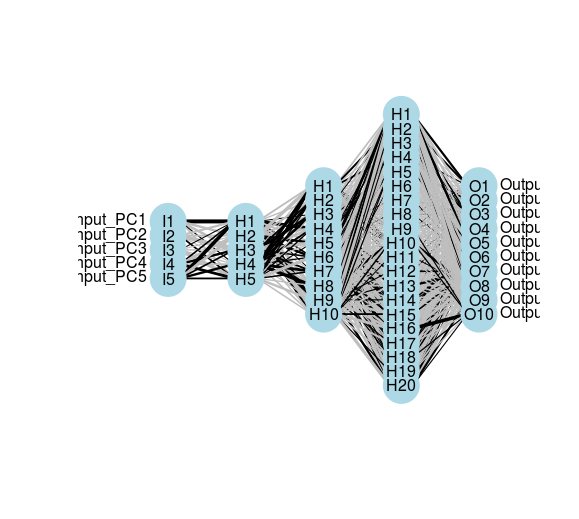 nput_PC1
nput_PC2
nput_PC3
nput_PC4
nput_PC5
I1
I2
I3
I4
I5
H1
H2
H3
H4
H5
H1
H2
H3
H4
H5
H6
H7
H8
H9
H10
H1
H2
H3
H4
H5
H6
H7
H8
H9
H10
H11
H12
H13
H14
H15
H16
H17
H18
H19
H20
O1
O2
O3
O4
O5
O6
O7
O8
O9
O10
Outpu
Outpu
Outpu
Outpu
Outpu
Outpu
Outpu
Outpu
Outpu
Outpu